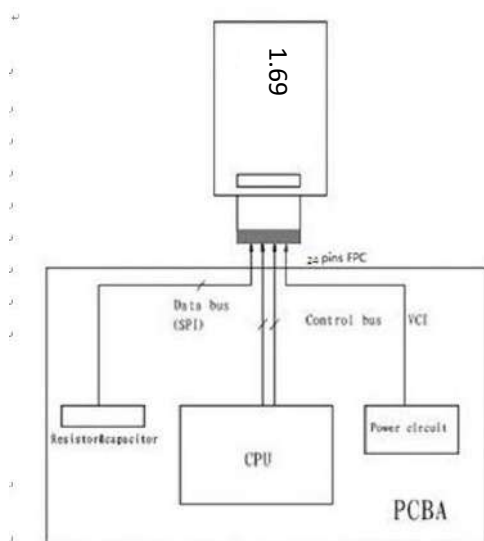 1.69
24 pins FPC
Data bus
(SPI)
Control bus
VCI
Resistor&capacitor
CPU
Power circuit
PCBA